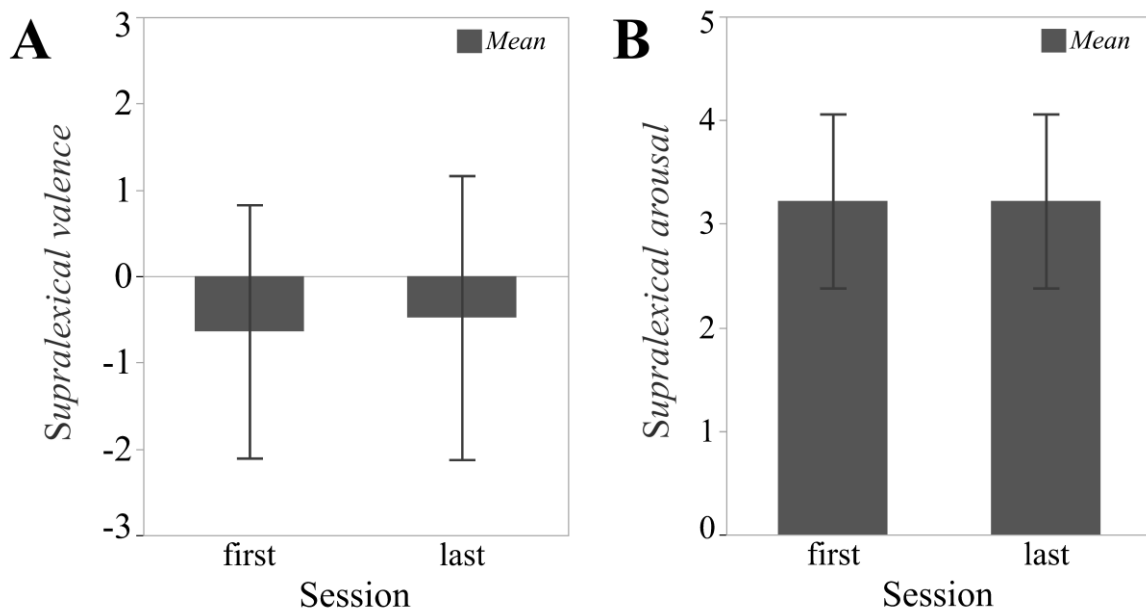 A
Mean
Supralexical valence
3
2
1
0
-1
-2
-3
first
last
Session
B
Mean
Supralexical arousal
5
4
3
2
1
0
first
last
Session